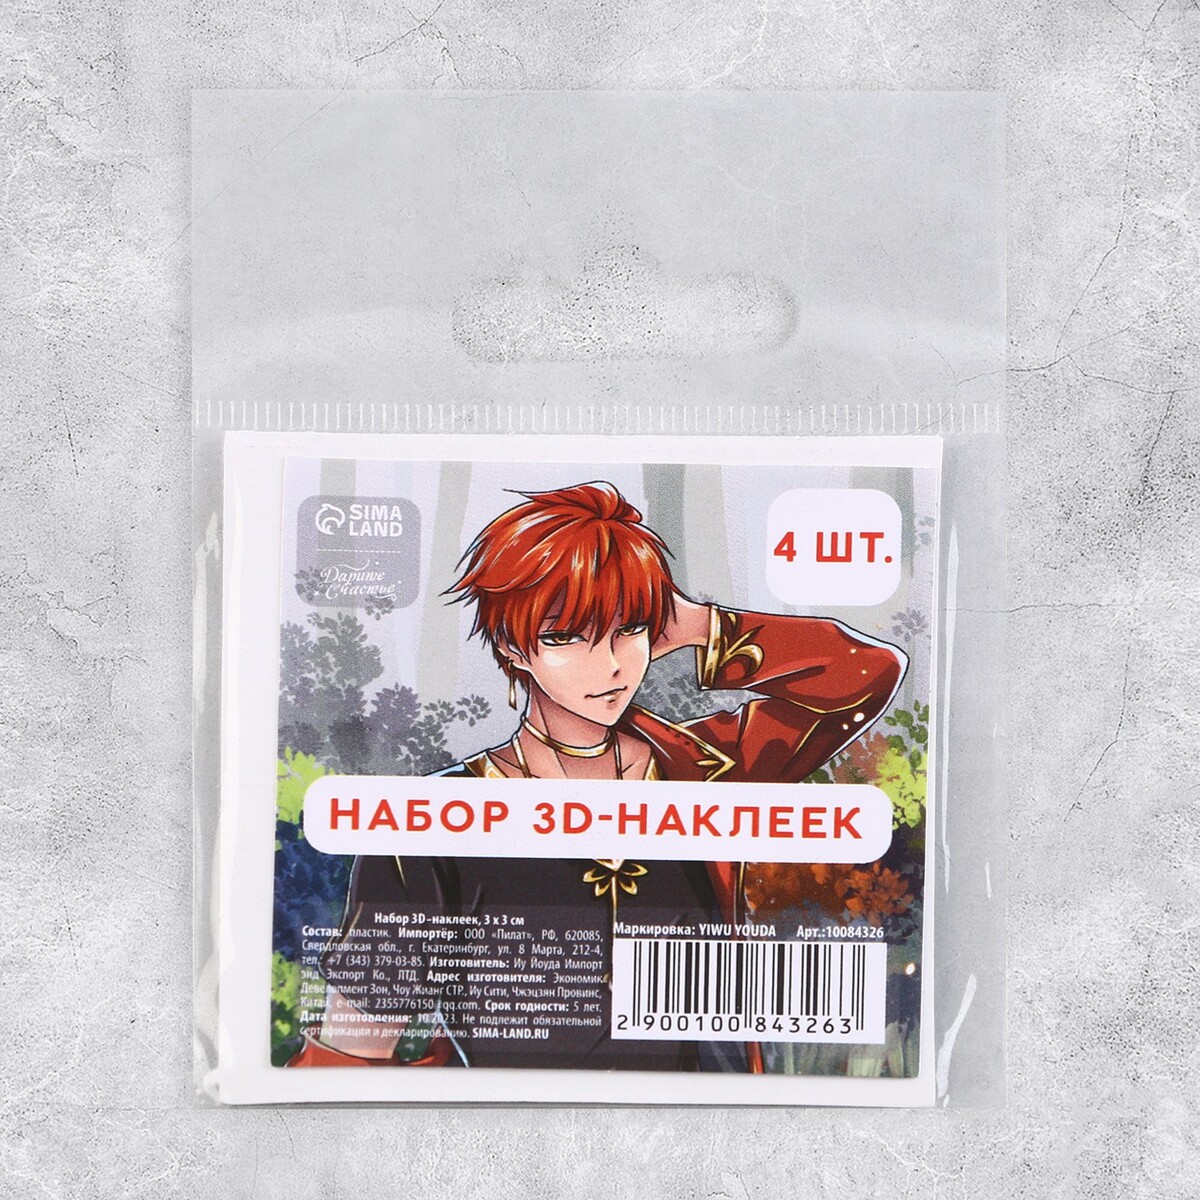 SIMA
LAND
Дарите
Счастье
4 ШТ.
НАБОР 3D-НАКЛЕЕК
Набор 3D-наклеек, 3 х 3 см
Состав: пластик. Импортёр: ООО «Пилат», РФ, 620085,
Свердловская обл., г. Екатеринбург, ул. 8 Марта, 212-4,
тел.: +7 (343) 379-03-85. Изготовитель: Иу Йоуда Импорт
энд Экспорт Ко., ЛТД. Адрес изготовителя: Экономик
Девелопмент Зон, Чоу Жианг СТР, Иу Сити, Чжэцзян Провинс,
Китай, e-mail: 2355776150@qq.com. Срок годности: 5 лет.
Дата изготовления: 10.2023. Не подлежит обязательной
сертификации и декларированию. SIMA-LAND.RU
Маркировка: YIWU YOUDA Арт.:10084326
2 900100 843263